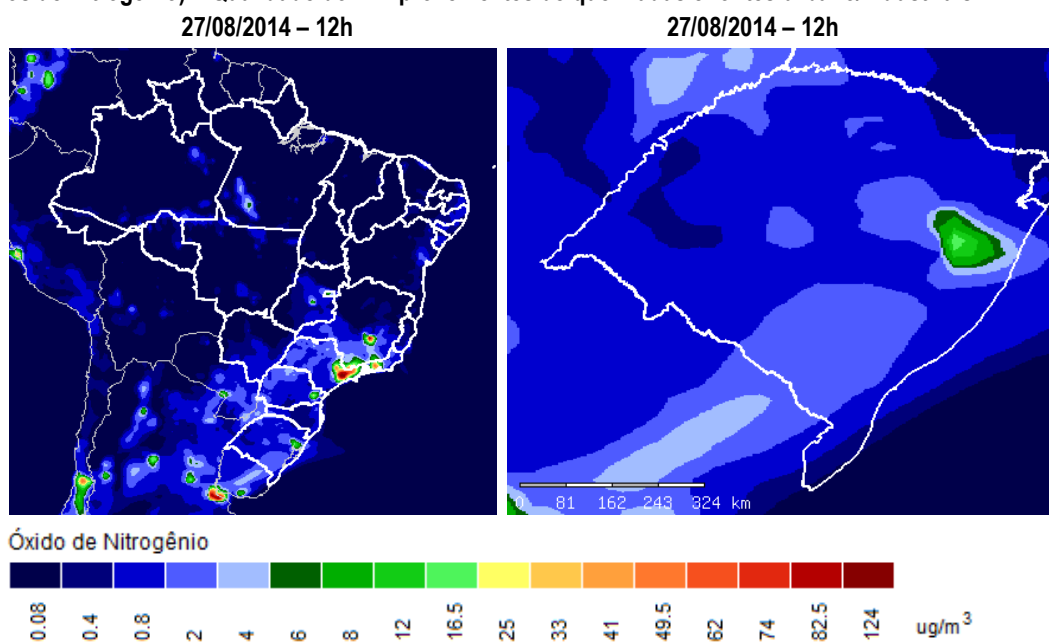 27/08/2014 – 12h 27/08/2014 – 12h
0 81 162 243 324 km
Óxido de Nitrogênio
0.08 0.4 0.8 2 4 6 8 12 16.5 25 33 41 49.5 62 74 82.5 124 ug/m³